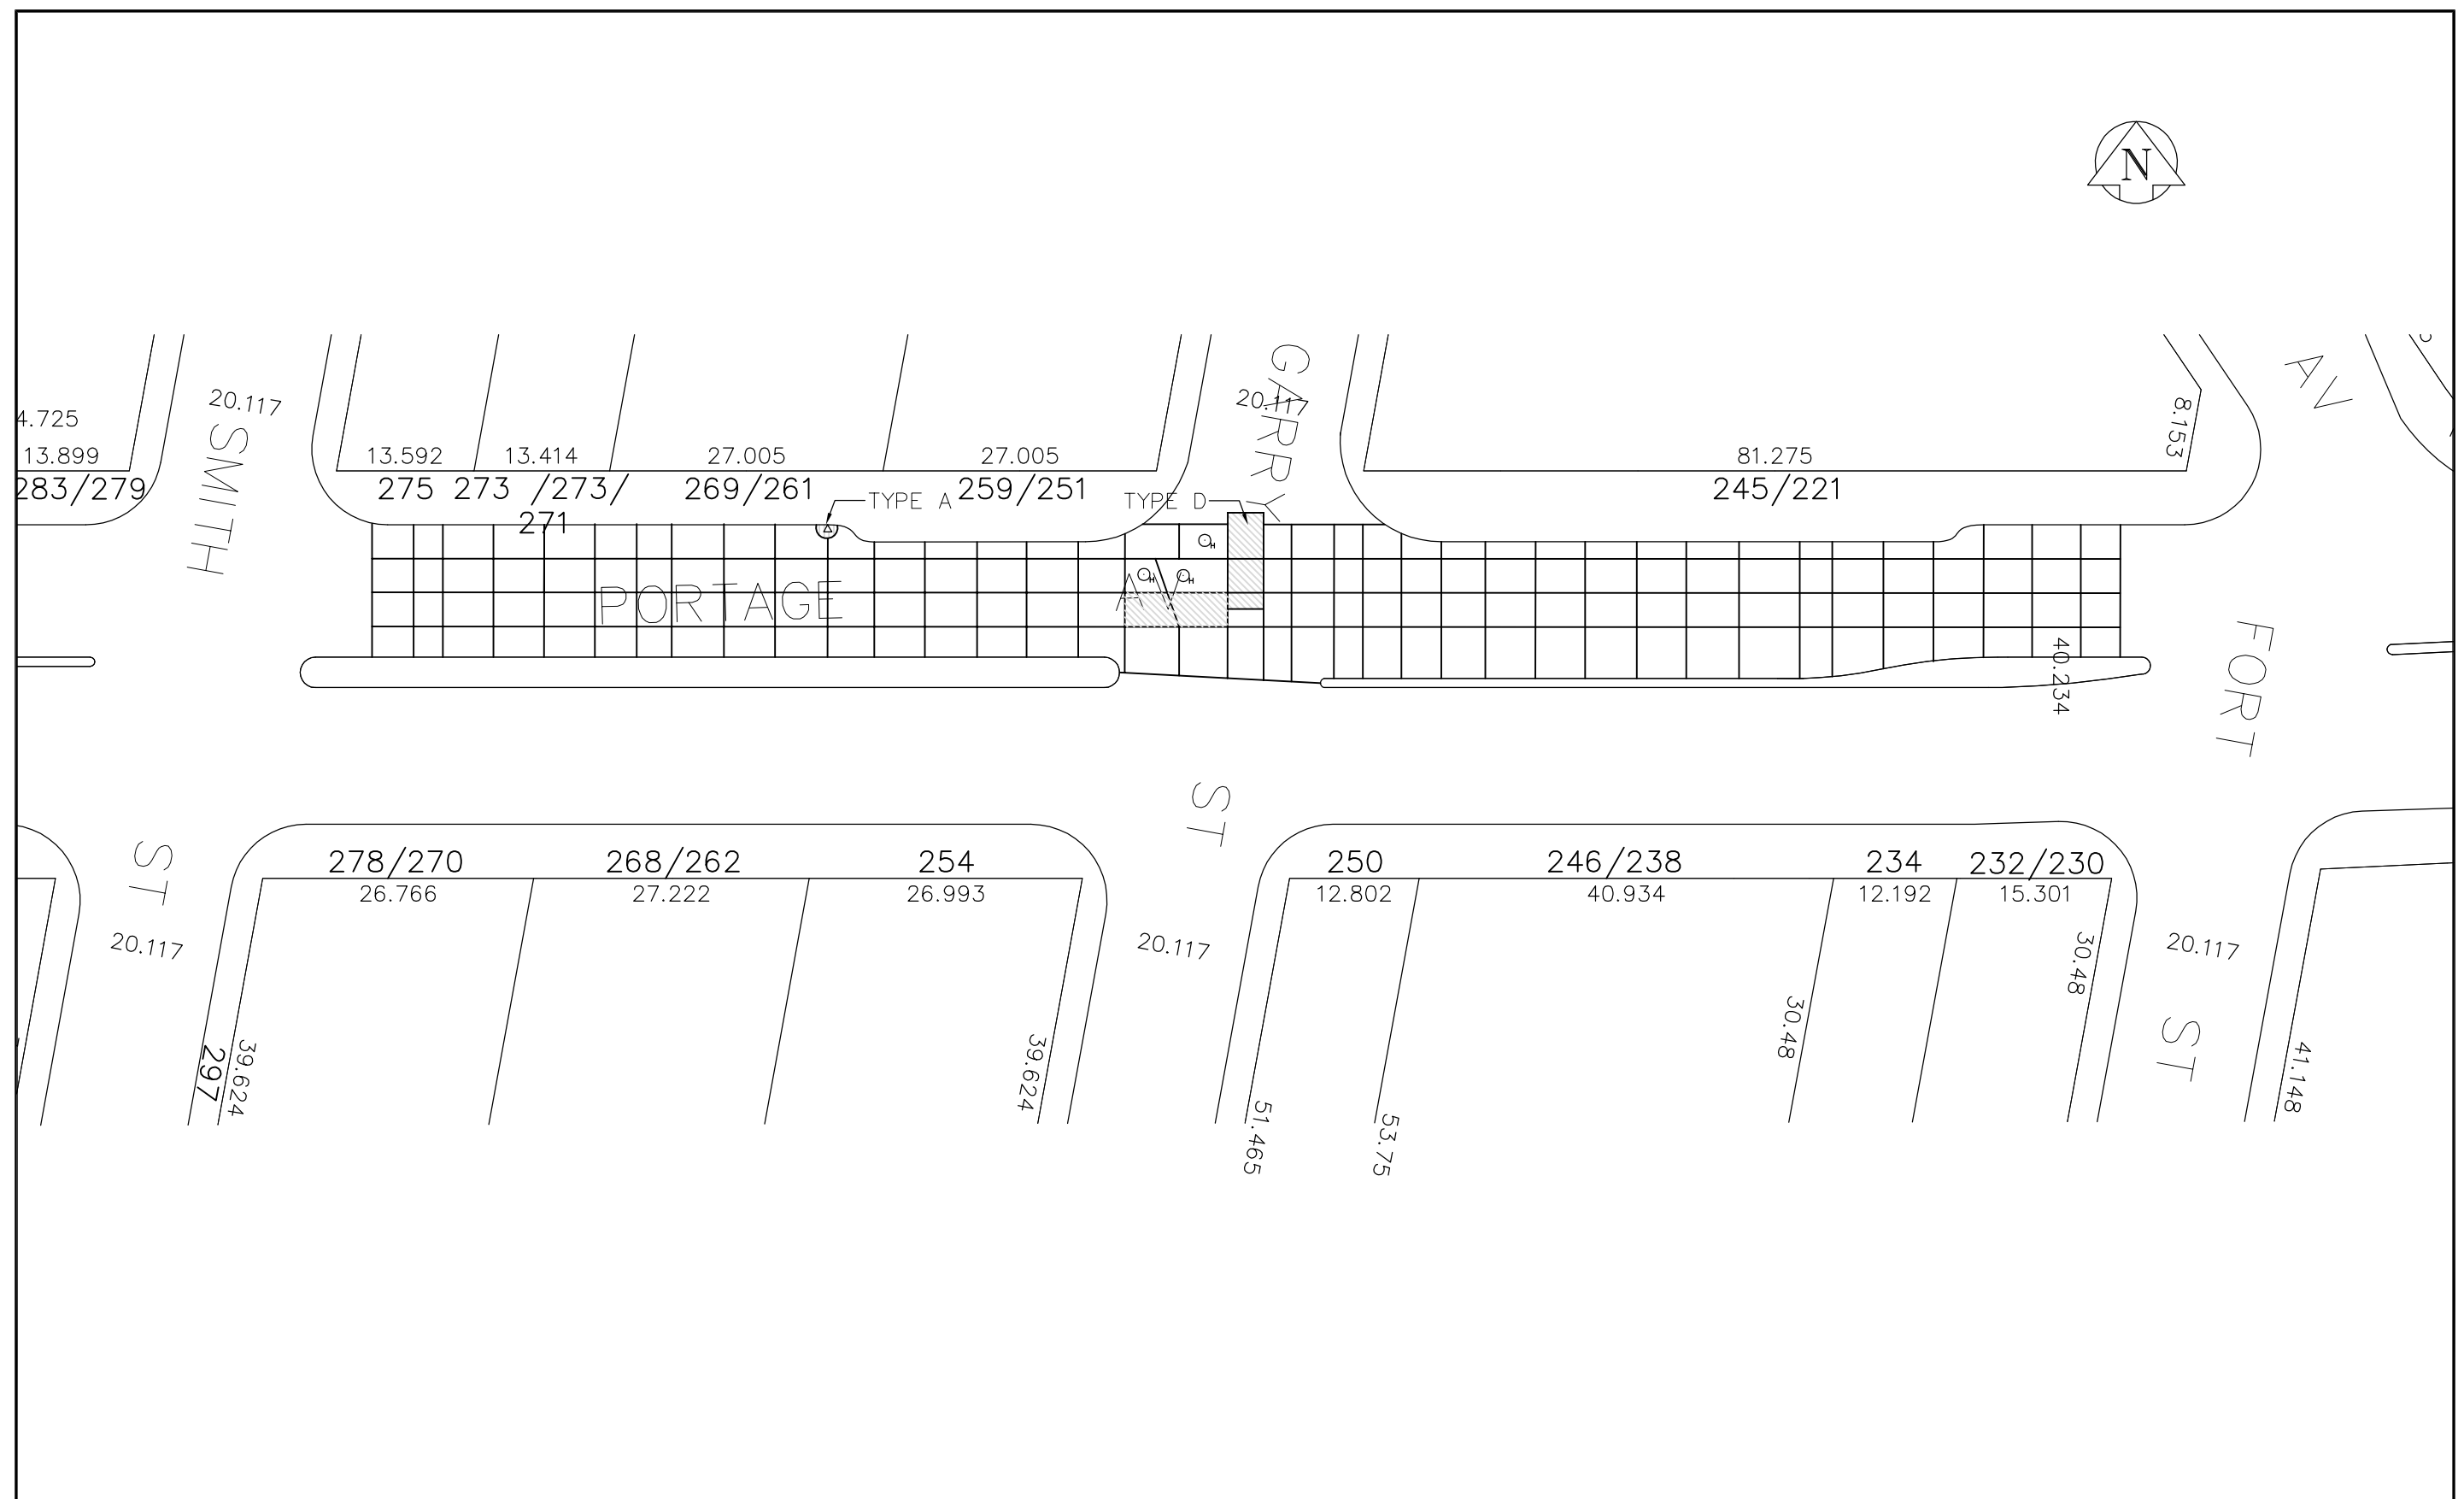 N
GARRY
AV
20.117
20.117
8.153
4.725
SMITH
13.899
13.592
13.414
27.005
27.005
81.275
283/279
275
273 /273/
271
269/261
259/251
245/221
TYPE A
TYPE D
H
H
H
PORTAGE
AV
FORT
40.234
ST
ST
278/270
268/262
254
250
246/238
234
232/230
26.766
27.222
26.993
12.802
40.934
12.192
15.301
20.117
20.117
20.117
30.48
30.48
ST
297
39.624
39.624
41.148
51.465
53.75